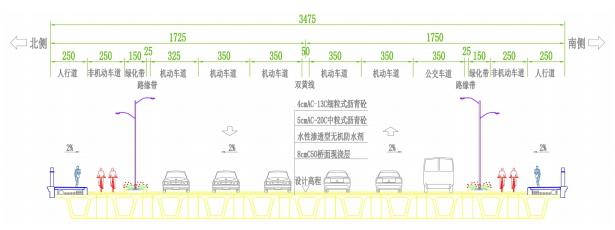 3475
北侧
1725
1750
南侧
50
250 250 150 25 325 350 350 350 350 350 25 150 250 250
人行道 非机动车道 绿化带 机动车道 机动车道 机动车道 机动车道 机动车道 公交车道 绿化带 非机动车道 人行道
路缘带 双黄线 路缘带
4cmAC-13C细粒式沥青砼
5cmAC-20C中粒式沥青砼
水性渗透型无机防水剂
8cmC50桥面现浇层
2% 2% 2% 2%
设计高程